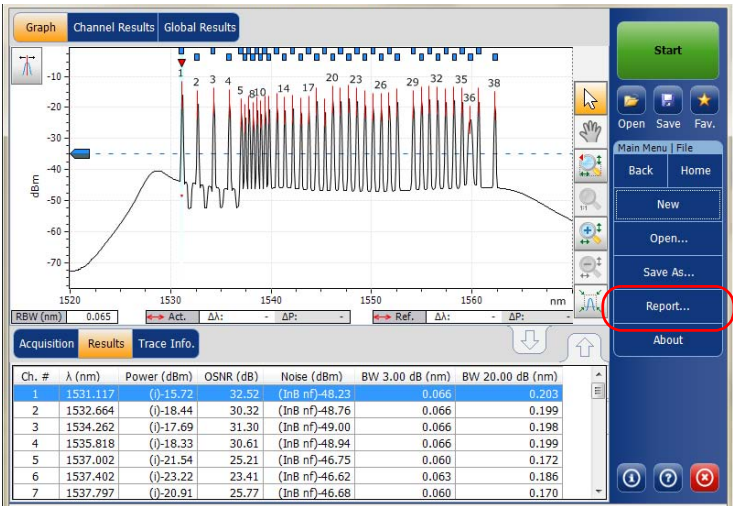 Graph Channel Results Global Results
Start
Open Save Fav.
Main Menu | File
Back Home
New
Open...
Save As...
Report...
About
dBm
-10
-20
-30
-40
-50
-60
-70
1 2 3 4 5 8 10 14 17 20 23 26 29 32 35 36 38
1520 1530 1540 1550 1560 nm
1:1
RBW (nm) 0.065 Act. Δλ: - ΔP: - Ref. Δλ: - ΔP: -
Acquisition Results Trace Info.
Ch. # λ (nm) Power (dBm) OSNR (dB) Noise (dBm) BW 3.00 dB (nm) BW 20.00 dB (nm)
1 1531.117 (i)-15.72 32.52 (InB nf)-48.23 0.066 0.203
2 1532.664 (i)-18.44 30.32 (InB nf)-48.76 0.066 0.199
3 1534.262 (i)-17.69 31.30 (InB nf)-49.00 0.066 0.198
4 1535.818 (i)-18.33 30.61 (InB nf)-48.94 0.066 0.199
5 1537.002 (i)-21.54 25.21 (InB nf)-46.75 0.060 0.172
6 1537.402 (i)-23.22 23.41 (InB nf)-46.62 0.063 0.186
7 1537.797 (i)-20.91 25.77 (InB nf)-46.68 0.060 0.170